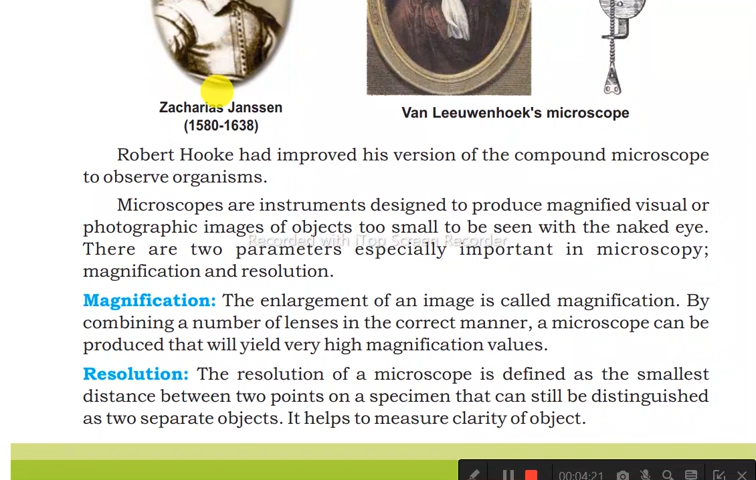 Zacharias Janssen
(1580-1638)
Van Leeuwenhoek's microscope
Robert Hooke had improved his version of the compound microscope
to observe organisms.
Microscopes are instruments designed to produce magnified visual or
photographic images of objects too small to be seen with the naked eye.
There are two parameters especially important in microscopy;
magnification and resolution.
Recorded with iTop Screen Recorder
Magnification: The enlargement of an image is called magnification. By
combining a number of lenses in the correct manner, a microscope can be
produced that will yield very high magnification values.
Resolution: The resolution of a microscope is defined as the smallest
distance between two points on a specimen that can still be distinguished
as two separate objects. It helps to measure clarity of object.
00:04:21